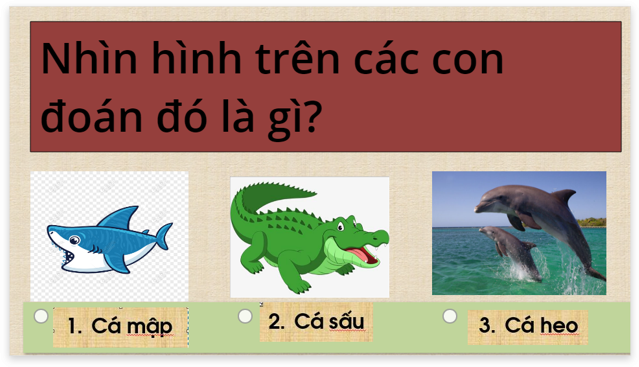 Nhìn hình trên các con
đoán đó là gì?
1. Cá mập
2. Cá sấu
3. Cá heo